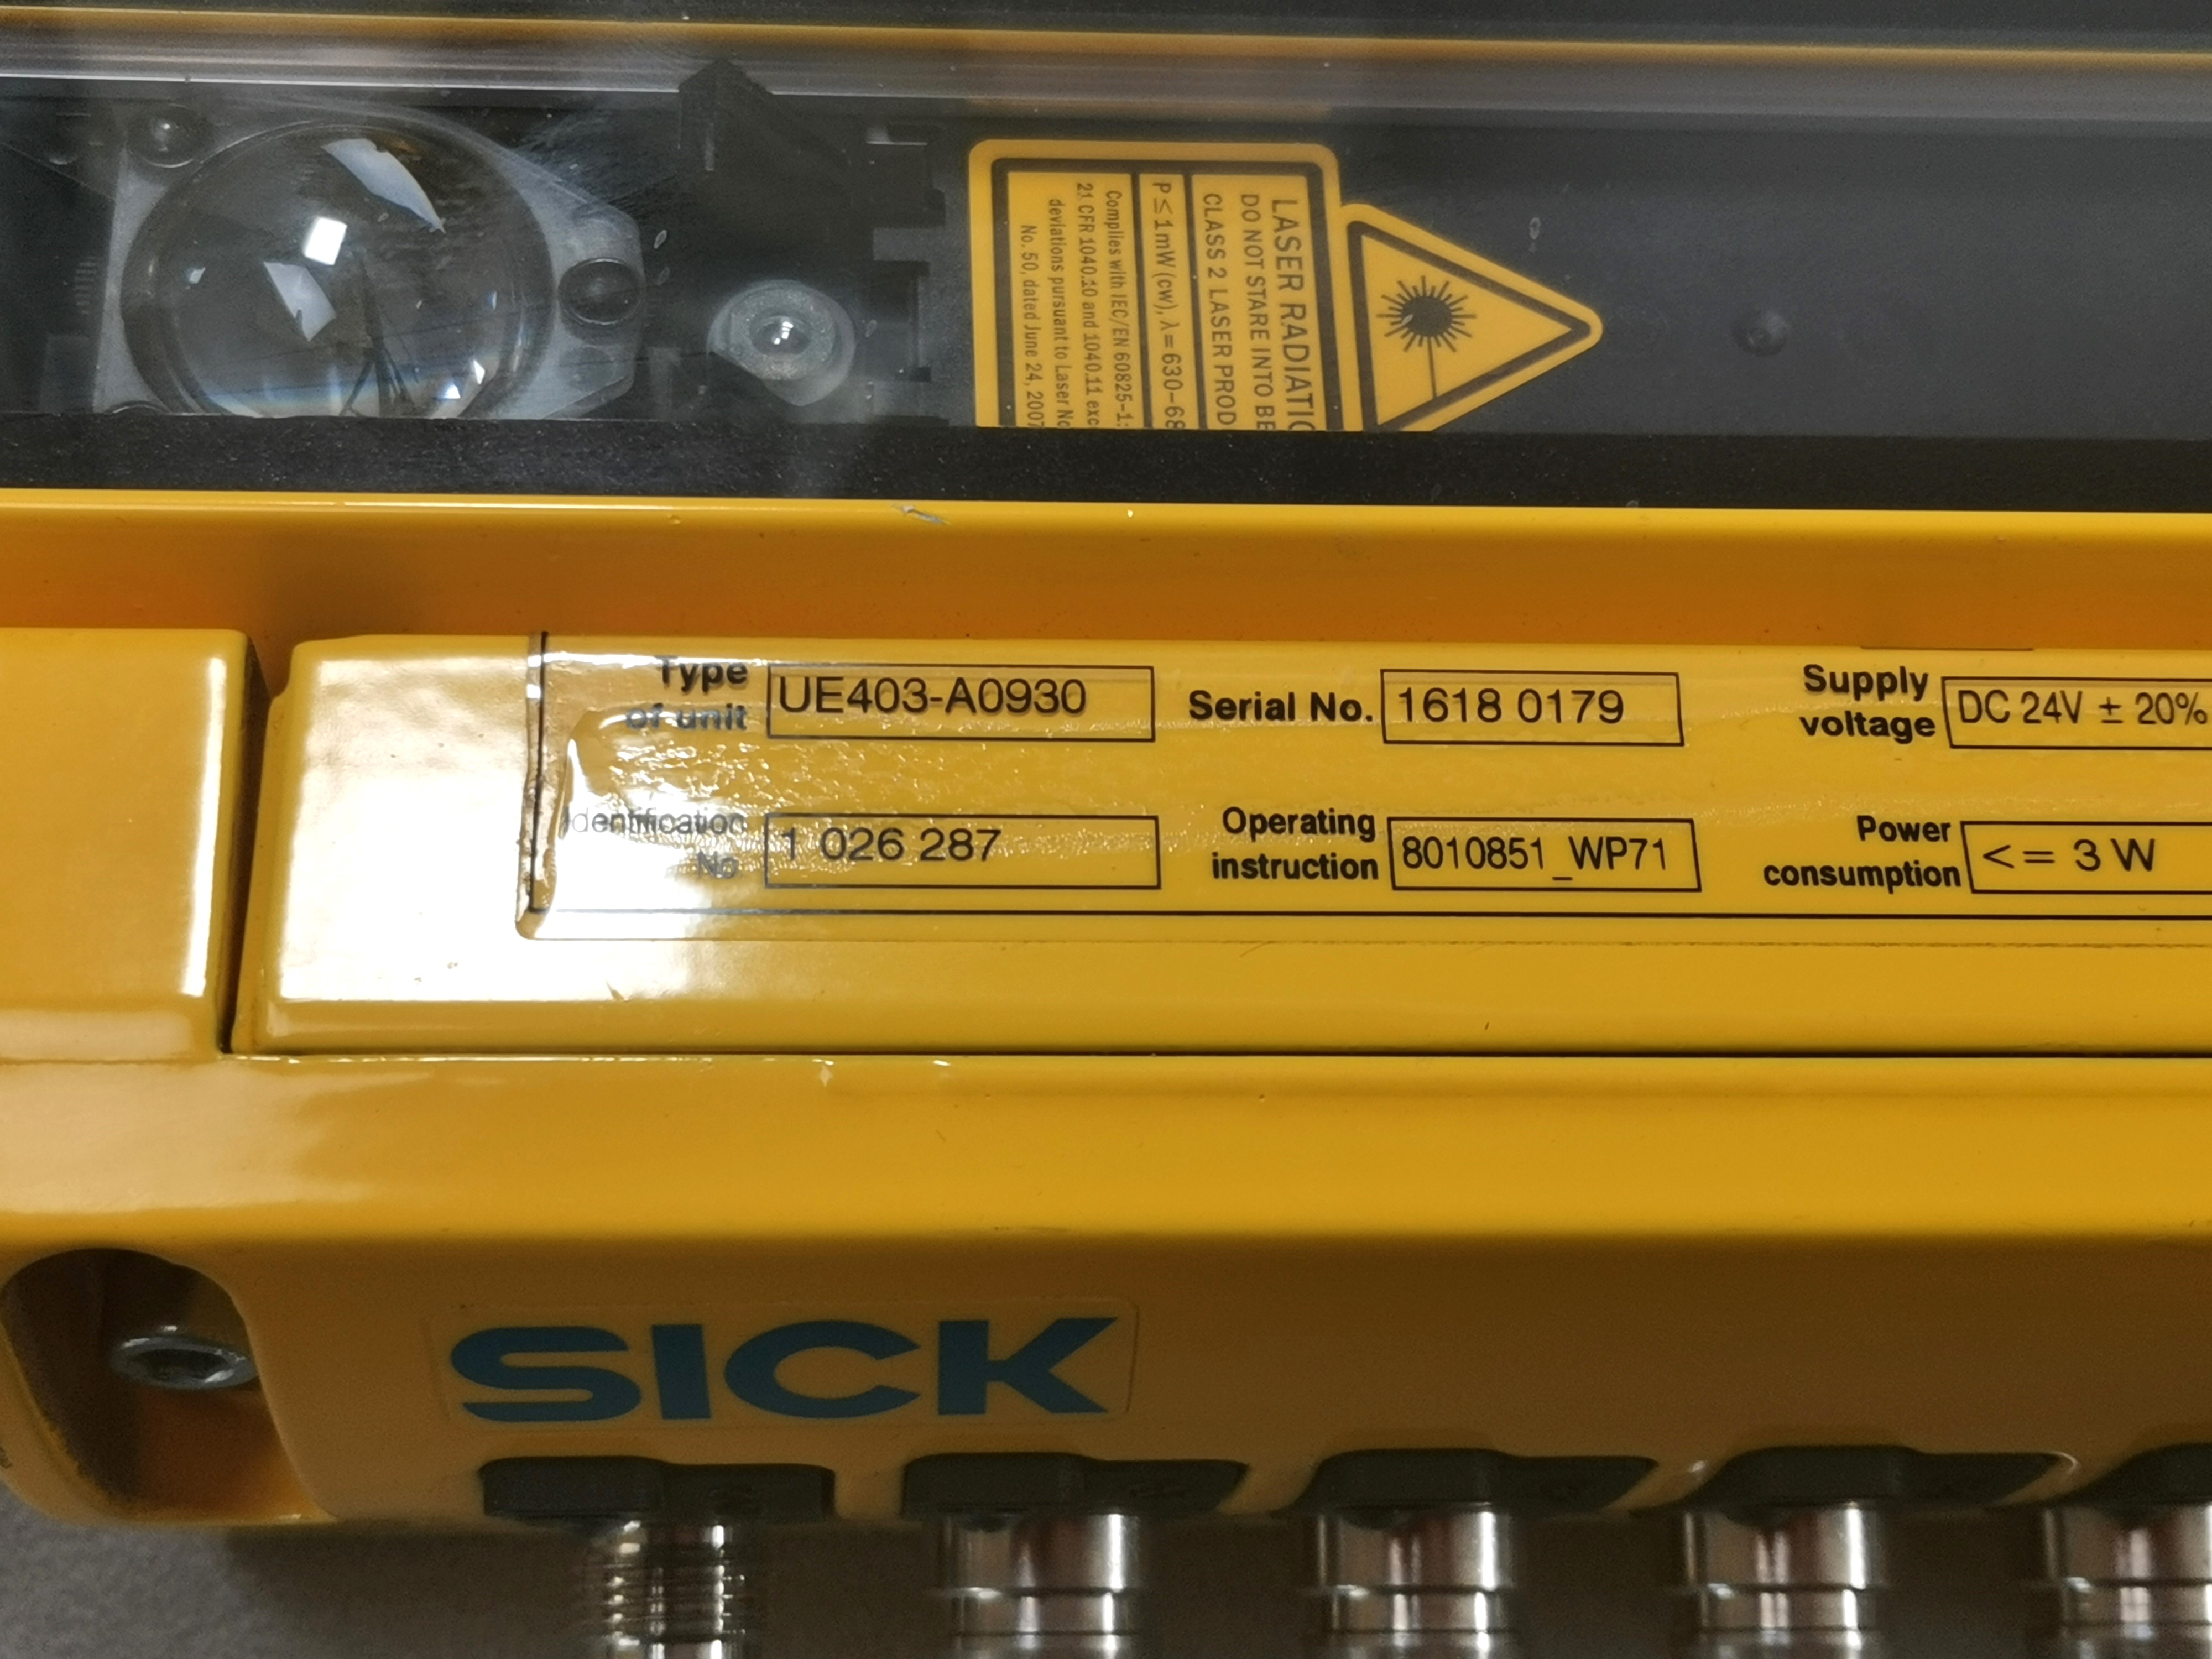 LASER RADIATIO
DO NOT STARE INTO BE
CLASS 2 LASER PROD
P ≤ 1 mW (cw), λ = 630-68
Complies with IEC/EN 60825-1:
21 CFR 1040.10 and 1040.11 exc
deviations pursuant to Laser No
No. 50, dated June 24, 2007
Type of unit UE403-A0930 Serial No. 1618 0179 Supply voltage DC 24V ± 20%
Identification No 1 026 287 Operating instruction 8010851_WP71 Power consumption <= 3 W
SICK